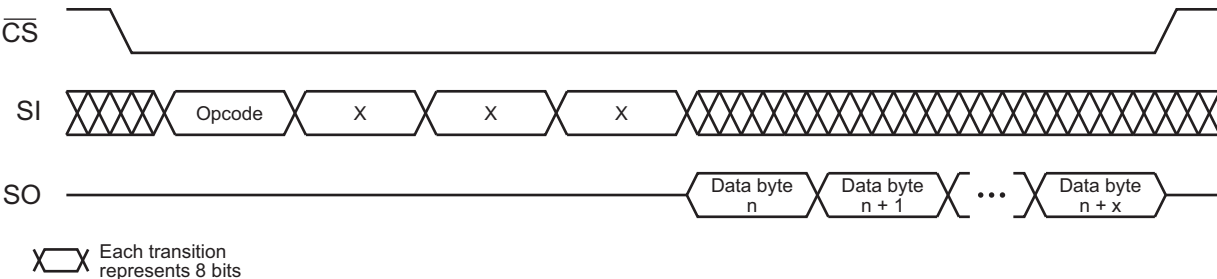 CS
SI
Opcode
X
X
X
SO
Data byte
n
Data byte
n + 1
•••
Data byte
n + x
Each transition
represents 8 bits